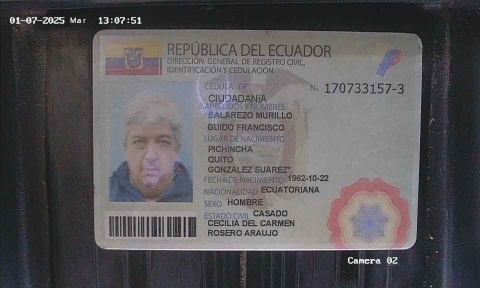 01-07-2025 Mar 13:07:51
REPÚBLICA DEL ECUADOR
DIRECCIÓN GENERAL DE REGISTRO CIVIL,
IDENTIFICACIÓN Y CEDULACIÓN
CÉDULA DE
N. 170733157-3
CIUDADANÍA
APELLIDOS Y NOMBRES
BALAREZO MURILLO
GUIDO FRANCISCO
LUGAR DE NACIMIENTO
PICHINCHA
QUITO
GONZALEZ SUAREZ
FECHA DE NACIMIENTO 1962-10-22
NACIONALIDAD ECUATORIANA
SEXO HOMBRE
ESTADO CIVIL CASADO
CECILIA DEL CARMEN
ROSERO ARAUJO
Camera 02